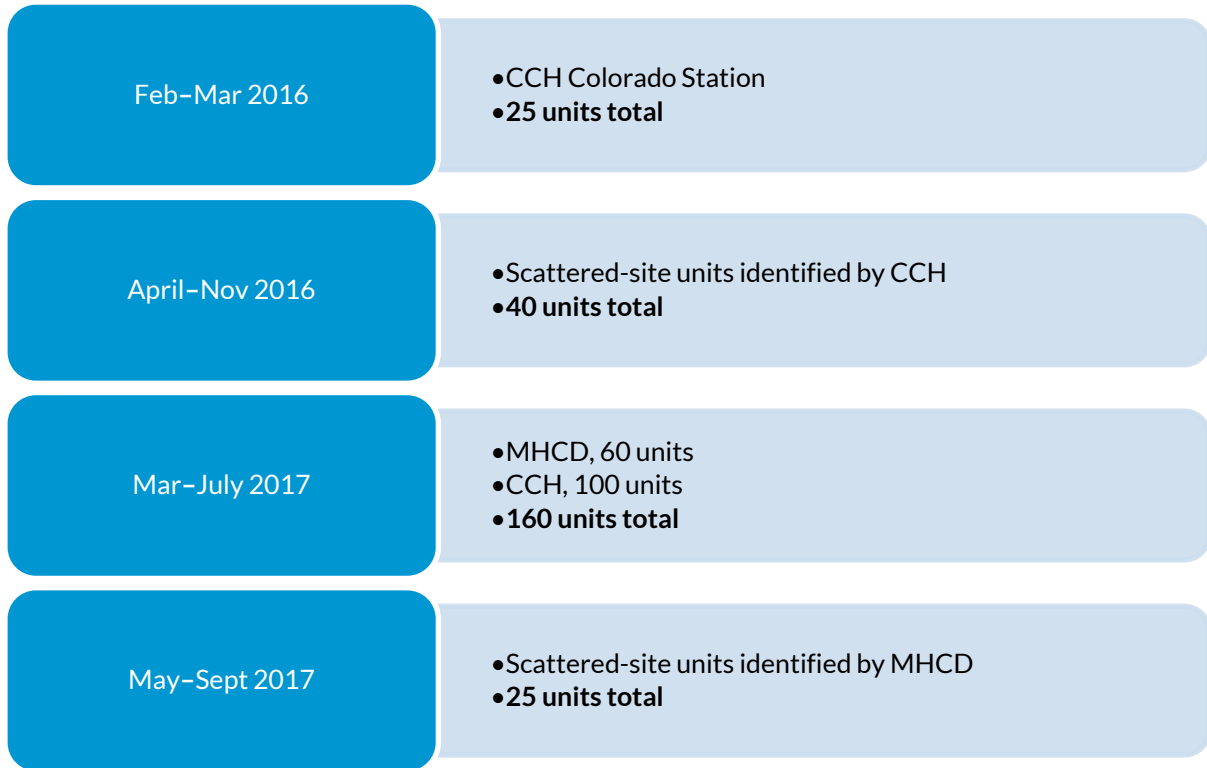 Feb–Mar 2016
•CCH Colorado Station
•25 units total
April–Nov 2016
•Scattered-site units identified by CCH
•40 units total
Mar–July 2017
•MHCD, 60 units
•CCH, 100 units
•160 units total
May–Sept 2017
•Scattered-site units identified by MHCD
•25 units total